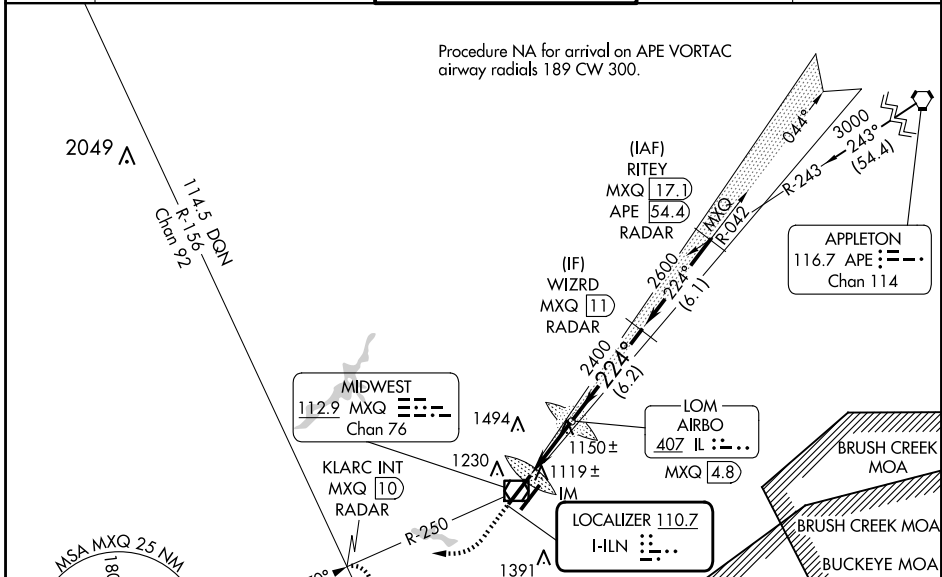 Procedure NA for arrival on APE VORTAC
airway radials 189 CW 300.
2049
114.5 DQN
R-156
Chan 92
(IAF)
RITEY
MXQ 17.1
APE 54.4
RADAR
044°
3000
243°
(54.4)
R-243
MXQ
R-042
APPLETON
116.7 APE
Chan 114
(IF)
WIZRD
MXQ 11
RADAR
2600
224°
(6.1)
2400
224°
(6.2)
MIDWEST
112.9 MXQ
Chan 76
1494
1150 ±
LOM
AIRBO
407 IL
MXQ 4.8
1230
1119 ±
IM
KLARC INT
MXQ 10
RADAR
R-250
LOCALIZER 110.7
I-ILN
1391
BRUSH CREEK
MOA
BRUSH CREEK MOA
BUCKEYE MOA
MSA MXQ 25 NM